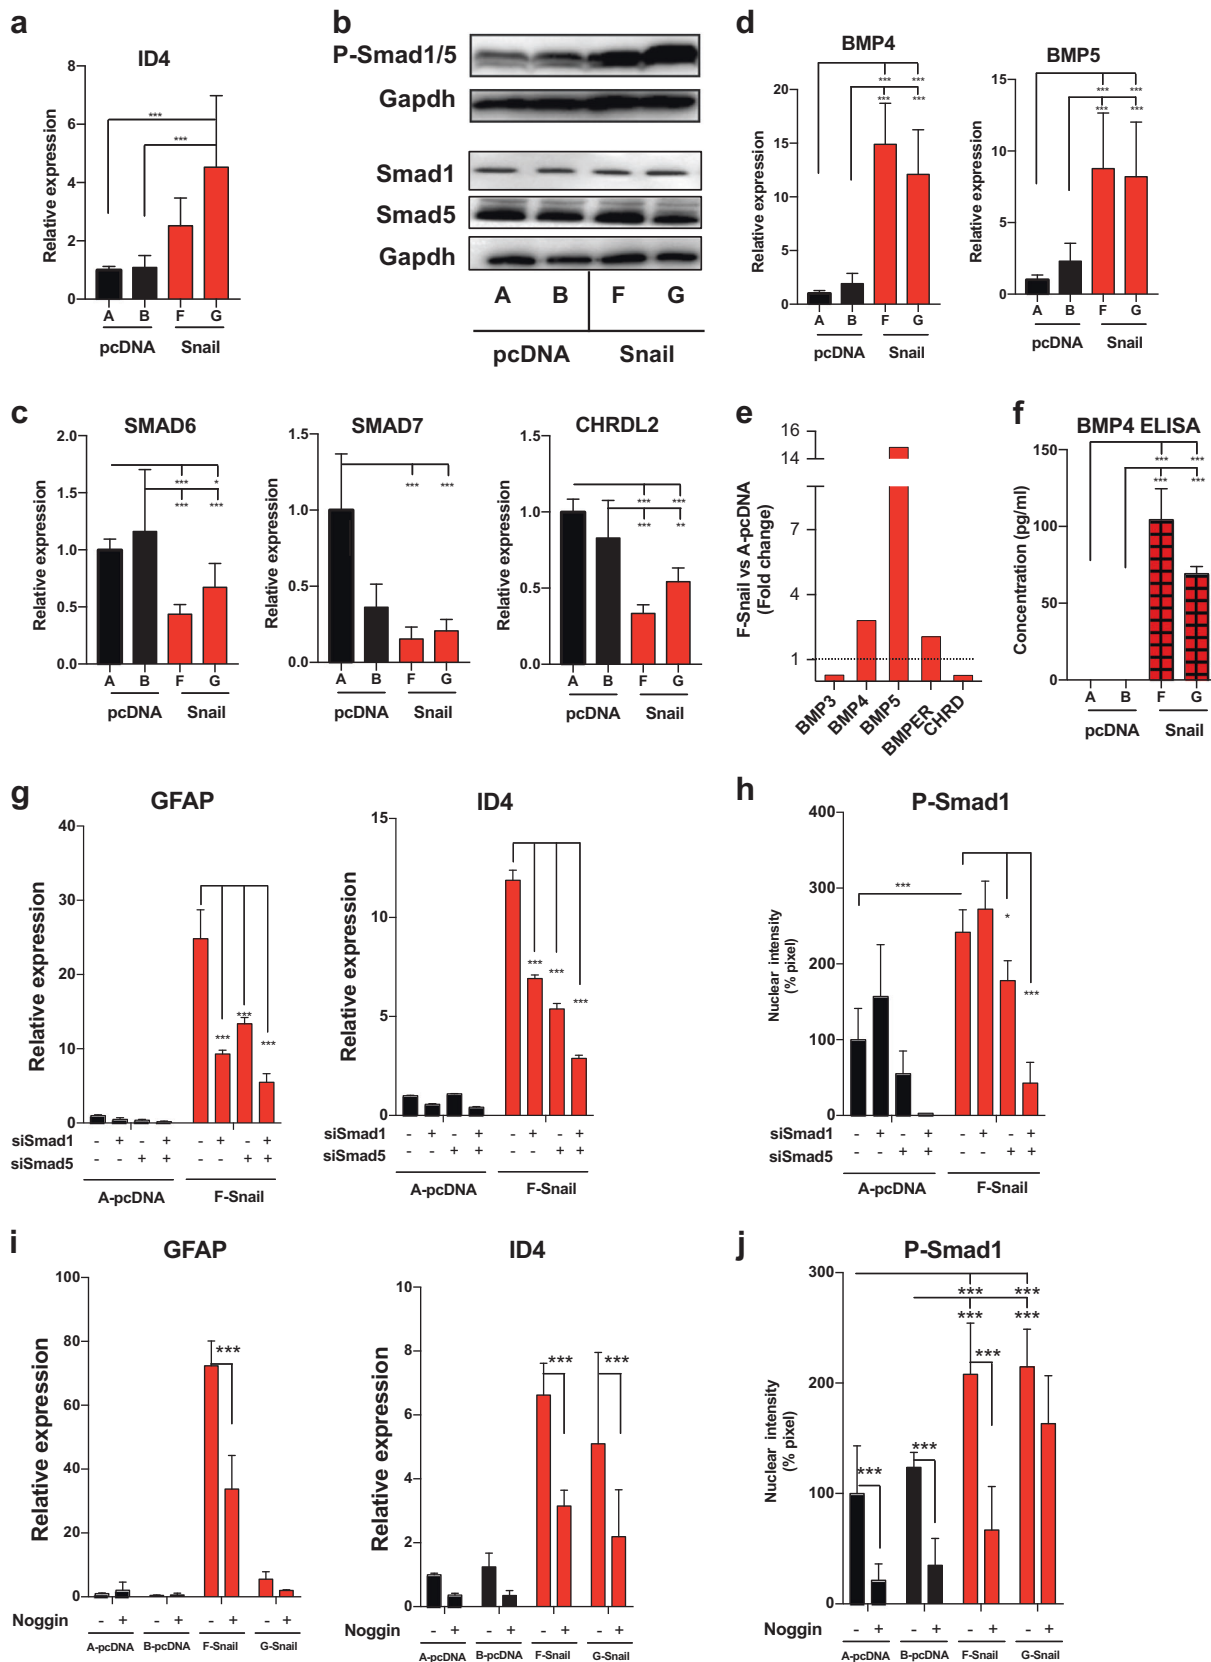 a
ID4
Relative expression
8
6
4
2
0
***
***
A B F G
pcDNA Snail
b
P-Smad1/5
Gapdh
Smad1
Smad5
Gapdh
A B F G
pcDNA Snail
d
BMP4
Relative expression
20
15
10
5
0
*** ***
*** ***
A B F G
pcDNA Snail
BMP5
Relative expression
15
10
5
0
*** ***
*** ***
A B F G
pcDNA Snail
c
SMAD6
Relative expression
2.0
1.5
1.0
0.5
0.0
*** *
*** ***
A B F G
pcDNA Snail
SMAD7
Relative expression
1.5
1.0
0.5
0.0
*** ***
A B F G
pcDNA Snail
CHRDL2
Relative expression
1.5
1.0
0.5
0.0
*** ***
*** **
A B F G
pcDNA Snail
e
F-Snail vs A-pcDNA
(Fold change)
16
14
7
4
1
BMP3 BMP4 BMP5 BMPER CHRD
f
BMP4 ELISA
Concentration (pg/ml)
150
100
50
0
*** ***
*** ***
A B F G
pcDNA Snail
g
GFAP
Relative expression
40
30
20
10
0
*** *** ***
siSmad1 - + - + - + - +
siSmad5 - - + + - - + +
A-pcDNA F-Snail
ID4
Relative expression
15
10
5
0
*** *** ***
siSmad1 - + - + - + - +
siSmad5 - - + + - - + +
A-pcDNA F-Snail
h
P-Smad1
Nuclear intensity
(% pixel)
400
300
200
100
0
***
*
***
siSmad1 - + - + - + - +
siSmad5 - - + + - - + +
A-pcDNA F-Snail
i
GFAP
Relative expression
100
80
60
40
20
0
***
Noggin - + - + - + - +
A-pcDNA B-pcDNA F-Snail G-Snail
ID4
Relative expression
10
8
6
4
2
0
*** ***
Noggin - + - + - + - +
A-pcDNA B-pcDNA F-Snail G-Snail
j
P-Smad1
Nuclear intensity
(% pixel)
300
200
100
0
*** ***
*** ***
*** *** ***
Noggin - + - + - + - +
A-pcDNA B-pcDNA F-Snail G-Snail